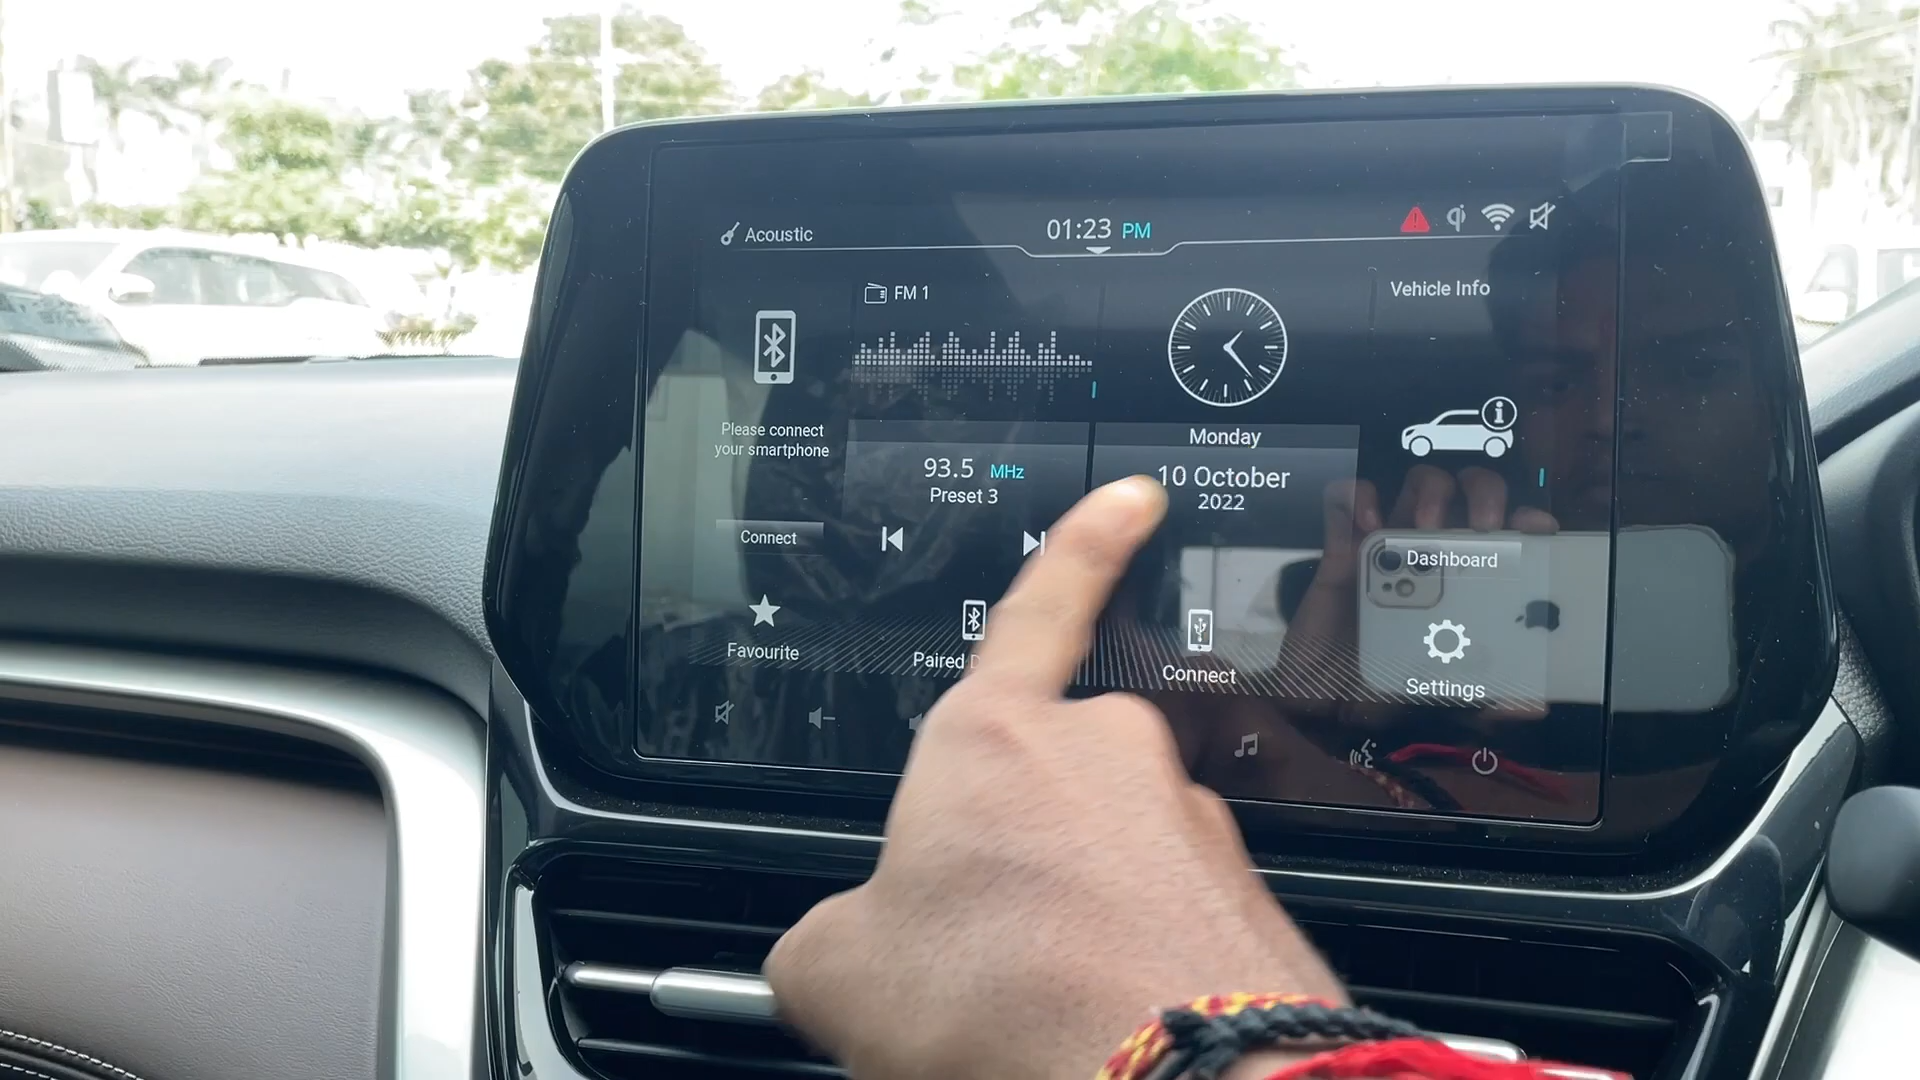 Acoustic
01:23 PM
FM 1
Vehicle Info
Please connect
your smartphone
93.5 MHz
Preset 3
Monday
10 October
2022
Connect
Dashboard
Favourite
Paired
Connect
Settings